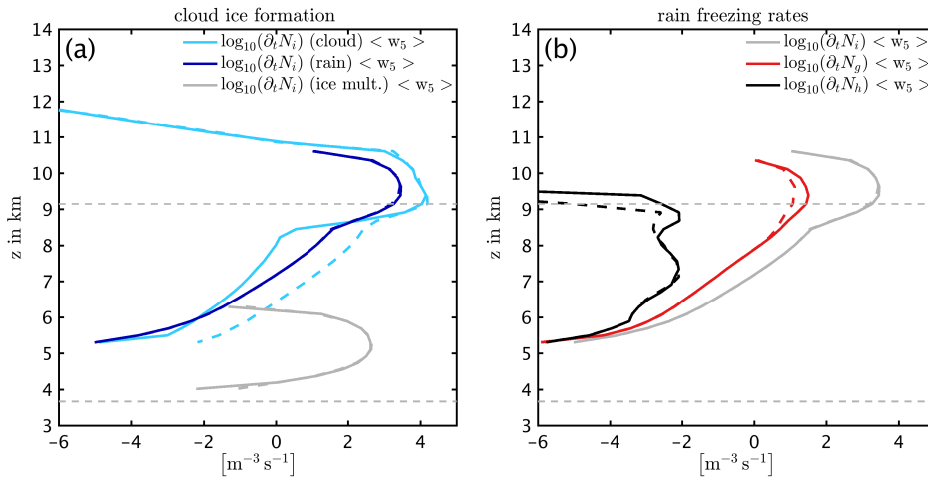 cloud ice formation
(a)
log₁₀(∂ₜNᵢ) (cloud) < w₅ >
log₁₀(∂ₜNᵢ) (rain) < w₅ >
log₁₀(∂ₜNᵢ) (ice mult.) < w₅ >
14
13
12
11
10
9
8
7
6
5
4
3
z in km
-6 -4 -2 0 2 4
[m⁻³ s⁻¹]
rain freezing rates
(b)
log₁₀(∂ₜNᵢ) < w₅ >
log₁₀(∂ₜN_g) < w₅ >
log₁₀(∂ₜN_h) < w₅ >
14
13
12
11
10
9
8
7
6
5
4
3
z in km
-6 -4 -2 0 2 4
[m⁻³ s⁻¹]